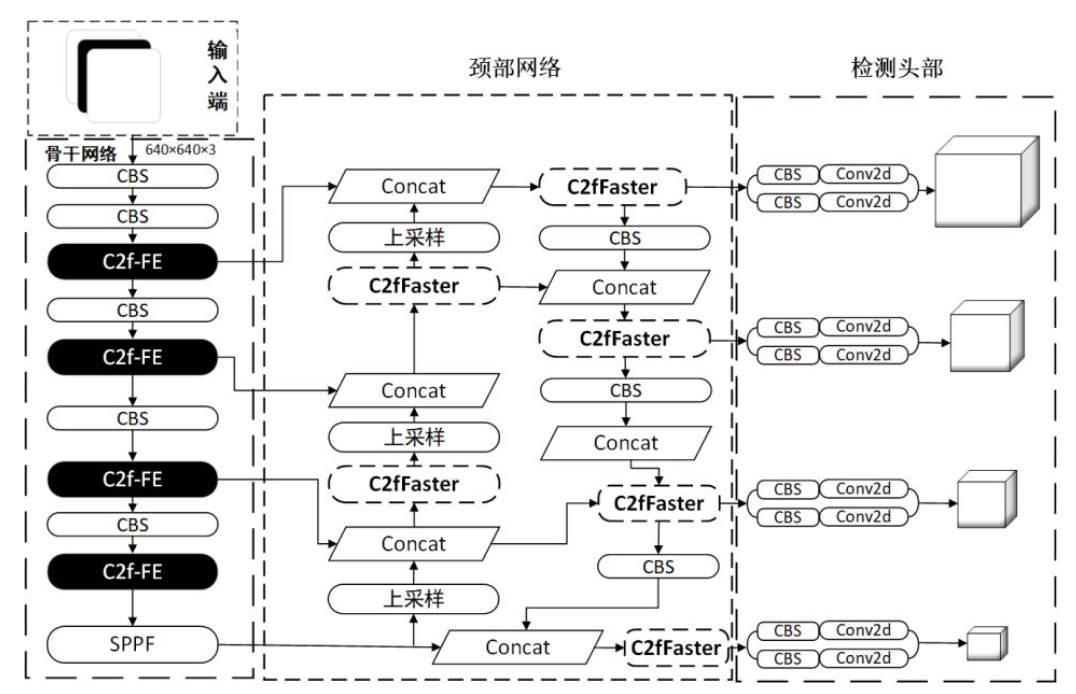 输入端
颈部网络
检测头部
骨干网络
640×640×3
CBS
CBS
C2f-FE
CBS
C2f-FE
CBS
C2f-FE
CBS
C2f-FE
SPPF
Concat
上采样
C2fFaster
Concat
上采样
C2fFaster
Concat
上采样
C2fFaster
CBS
Concat
C2fFaster
CBS
Concat
C2fFaster
CBS
Concat
C2fFaster
CBS Conv2d
CBS Conv2d
CBS Conv2d
CBS Conv2d
CBS Conv2d
CBS Conv2d
CBS Conv2d
CBS Conv2d